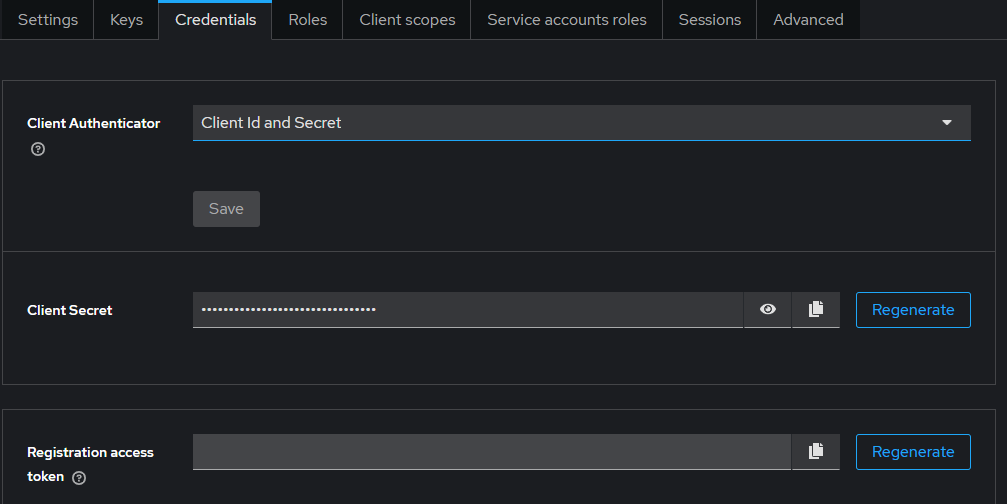 Settings Keys Credentials Roles Client scopes Service accounts roles Sessions Advanced
Client Authenticator
Client Id and Secret
Save
Client Secret
••••••••••••••••••••••••••••••••
Regenerate
Registration access
token
Regenerate